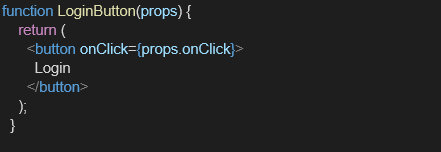 function LoginButton(props) {
return (
<button onClick={props.onClick}>
Login
</button>
);
}